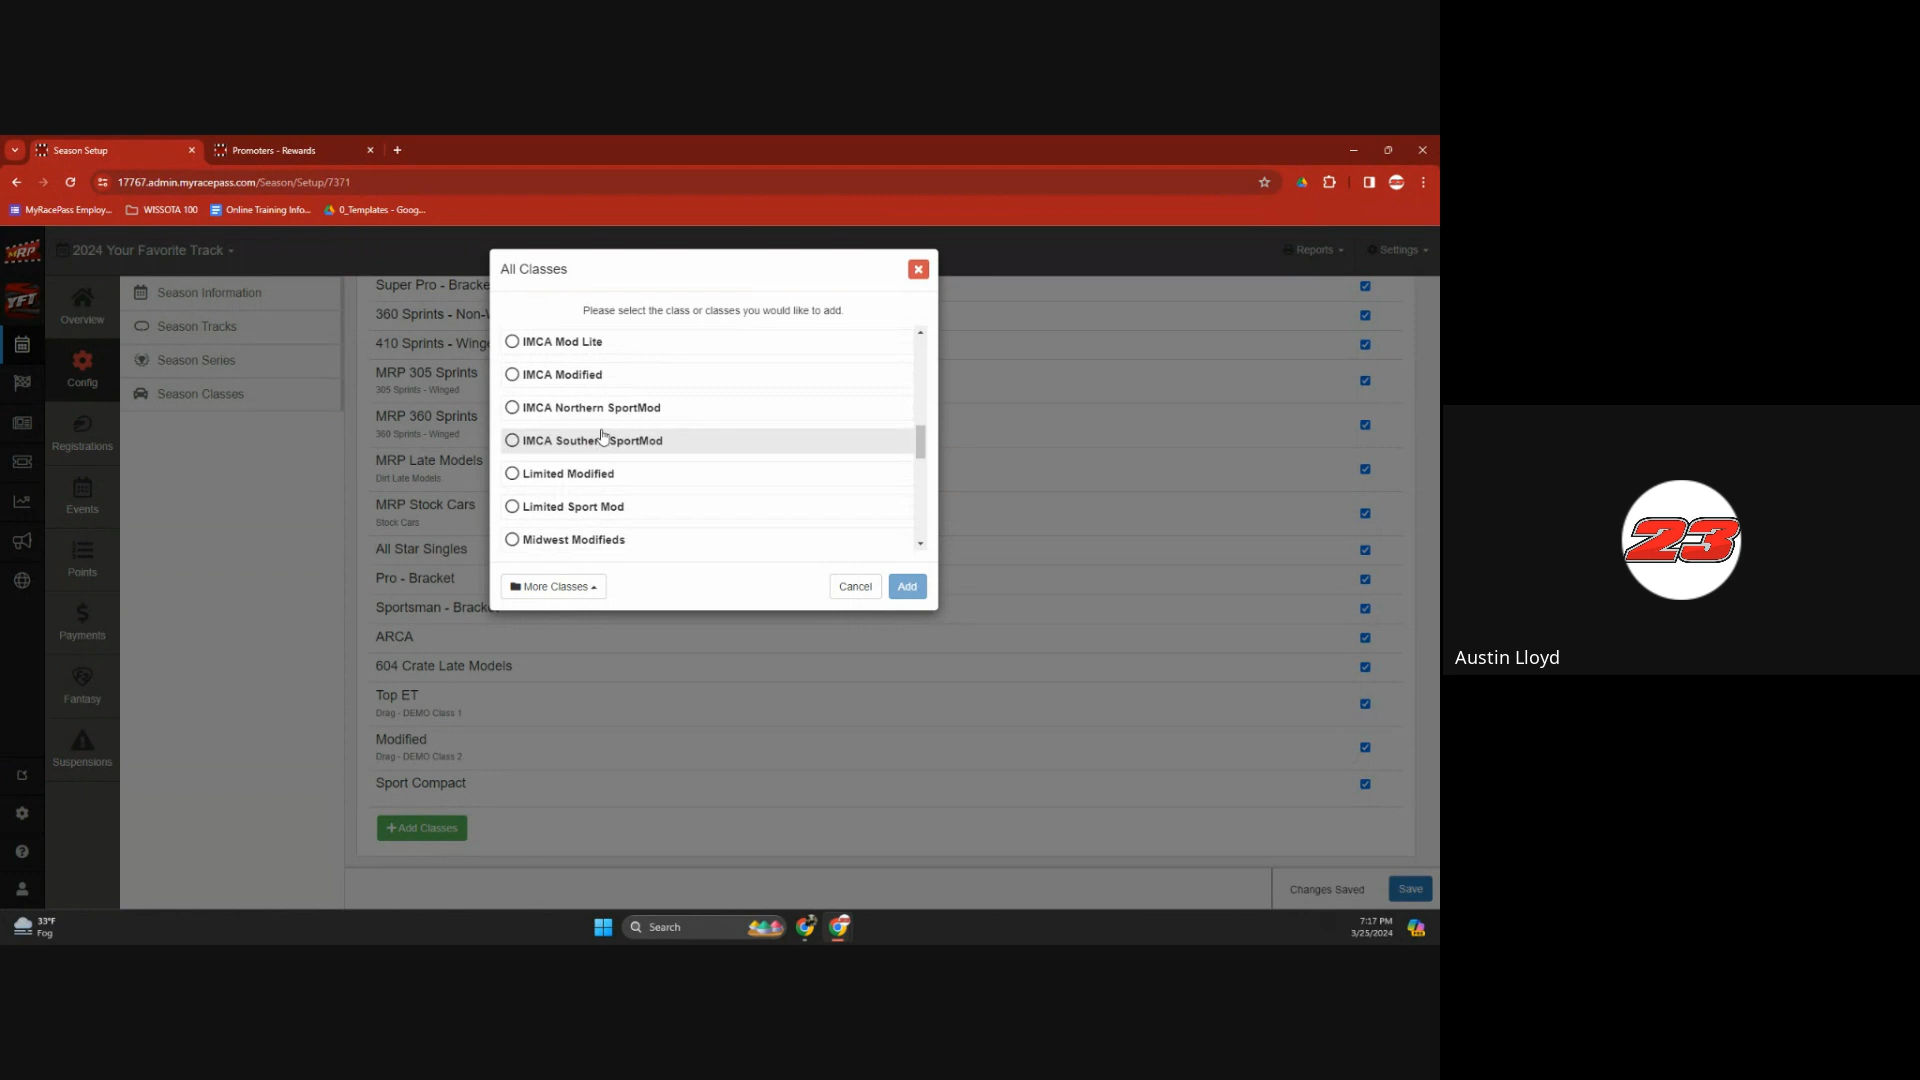 Season Setup
Promoters - Rewards
17767.admin.myracepass.com/Season/Setup/7371
MyRacePass Employ...
WISSOTA 100
Online Training Info...
0_Templates - Goog...
MRP
2024 Your Favorite Track
Reports
Settings
YFT
Overview
Config
Registrations
Events
Points
Payments
Fantasy
Suspensions
Season Information
Season Tracks
Season Series
Season Classes
Super Pro - Bracke
360 Sprints - Non-W
410 Sprints - Winge
MRP 305 Sprints
305 Sprints - Winged
MRP 360 Sprints
360 Sprints - Winged
MRP Late Models
Dirt Late Models
MRP Stock Cars
Stock Cars
All Star Singles
Pro - Bracket
Sportsman - Bracke
ARCA
604 Crate Late Models
Top ET
Drag - DEMO Class 1
Modified
Drag - DEMO Class 2
Sport Compact
Add Classes
Changes Saved
Save
All Classes
Please select the class or classes you would like to add.
IMCA Mod Lite
IMCA Modified
IMCA Northern SportMod
IMCA Southern SportMod
Limited Modified
Limited Sport Mod
Midwest Modifieds
More Classes
Cancel
Add
33°F
Fog
Search
7:17 PM
3/25/2024
23
Austin Lloyd